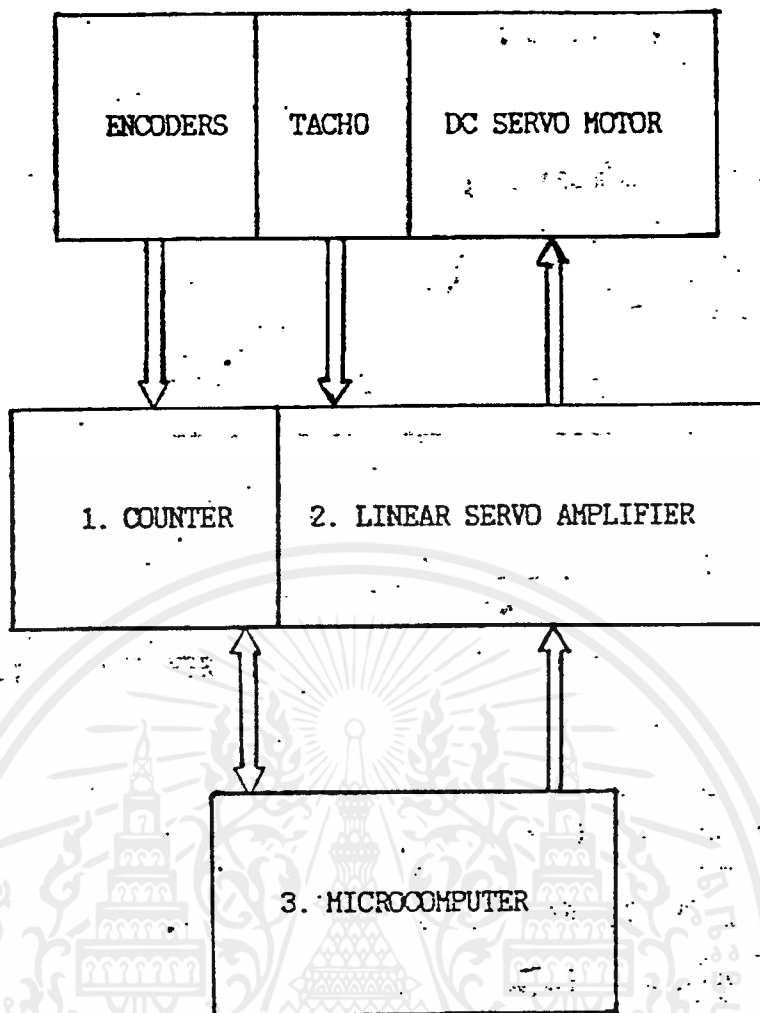 ENCODERS TACHO DC SERVO MOTOR
1. COUNTER 2. LINEAR SERVO AMPLIFIER
3. MICROCOMPUTER